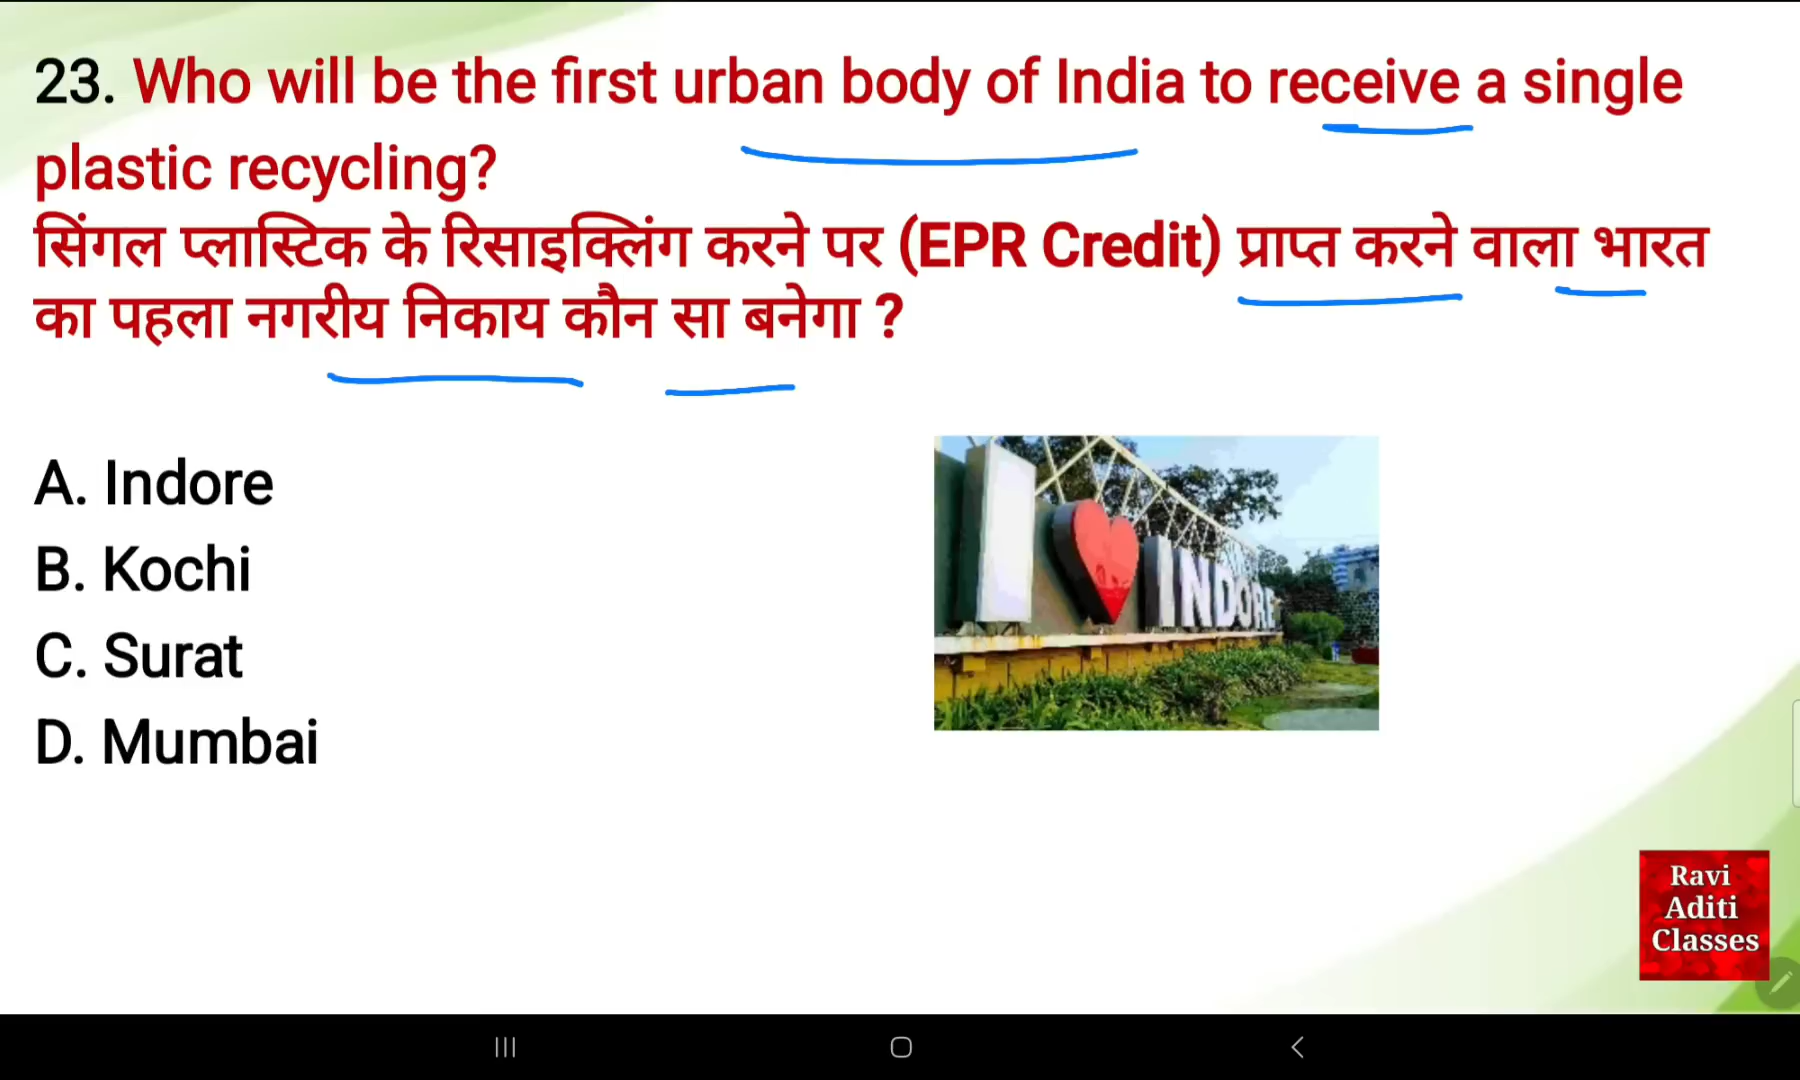 23. Who will be the first urban body of India to receive a single
plastic recycling?
सिंगल प्लास्टिक के रिसाइक्लिंग करने पर (EPR Credit) प्राप्त करने वाला भारत
का पहला नगरीय निकाय कौन सा बनेगा ?
A. Indore
B. Kochi
C. Surat
D. Mumbai
I INDORE
Ravi
Aditi
Classes